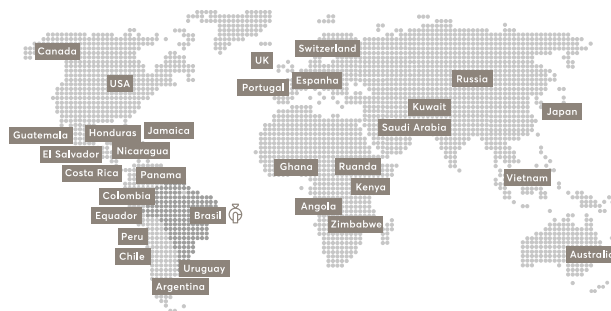 Canada
Switzerland
UK
USA
Russia
Portugal
Espanha
Kuwait
Japan
Guatemala
Honduras
Jamaica
Saudi Arabia
El Salvador
Nicaragua
Costa Rica
Panama
Ghana
Ruanda
Vietnam
Kenya
Colombia
Angola
Equador
Brasil
Zimbabwe
Peru
Chile
Australia
Uruguay
Argentina